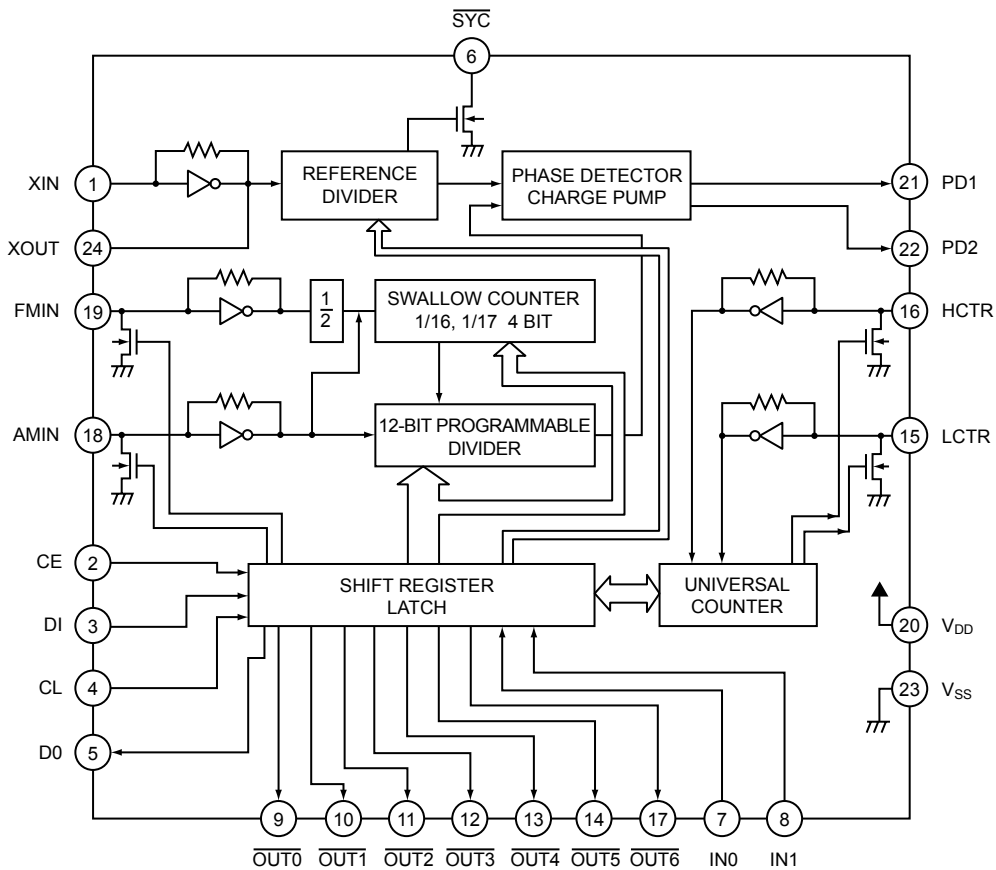 SYC
6
XIN
1
REFERENCE
DIVIDER
PHASE DETECTOR
CHARGE PUMP
21
PD1
XOUT
24
22
PD2
FMIN
19
1
2
SWALLOW COUNTER
1/16, 1/17 4 BIT
16
HCTR
AMIN
18
12-BIT PROGRAMMABLE
DIVIDER
15
LCTR
CE
2
SHIFT REGISTER
LATCH
UNIVERSAL
COUNTER
DI
3
20
VDD
CL
4
23
VSS
D0
5
9
10
11
12
13
14
17
7
8
OUT0
OUT1
OUT2
OUT3
OUT4
OUT5
OUT6
IN0
IN1